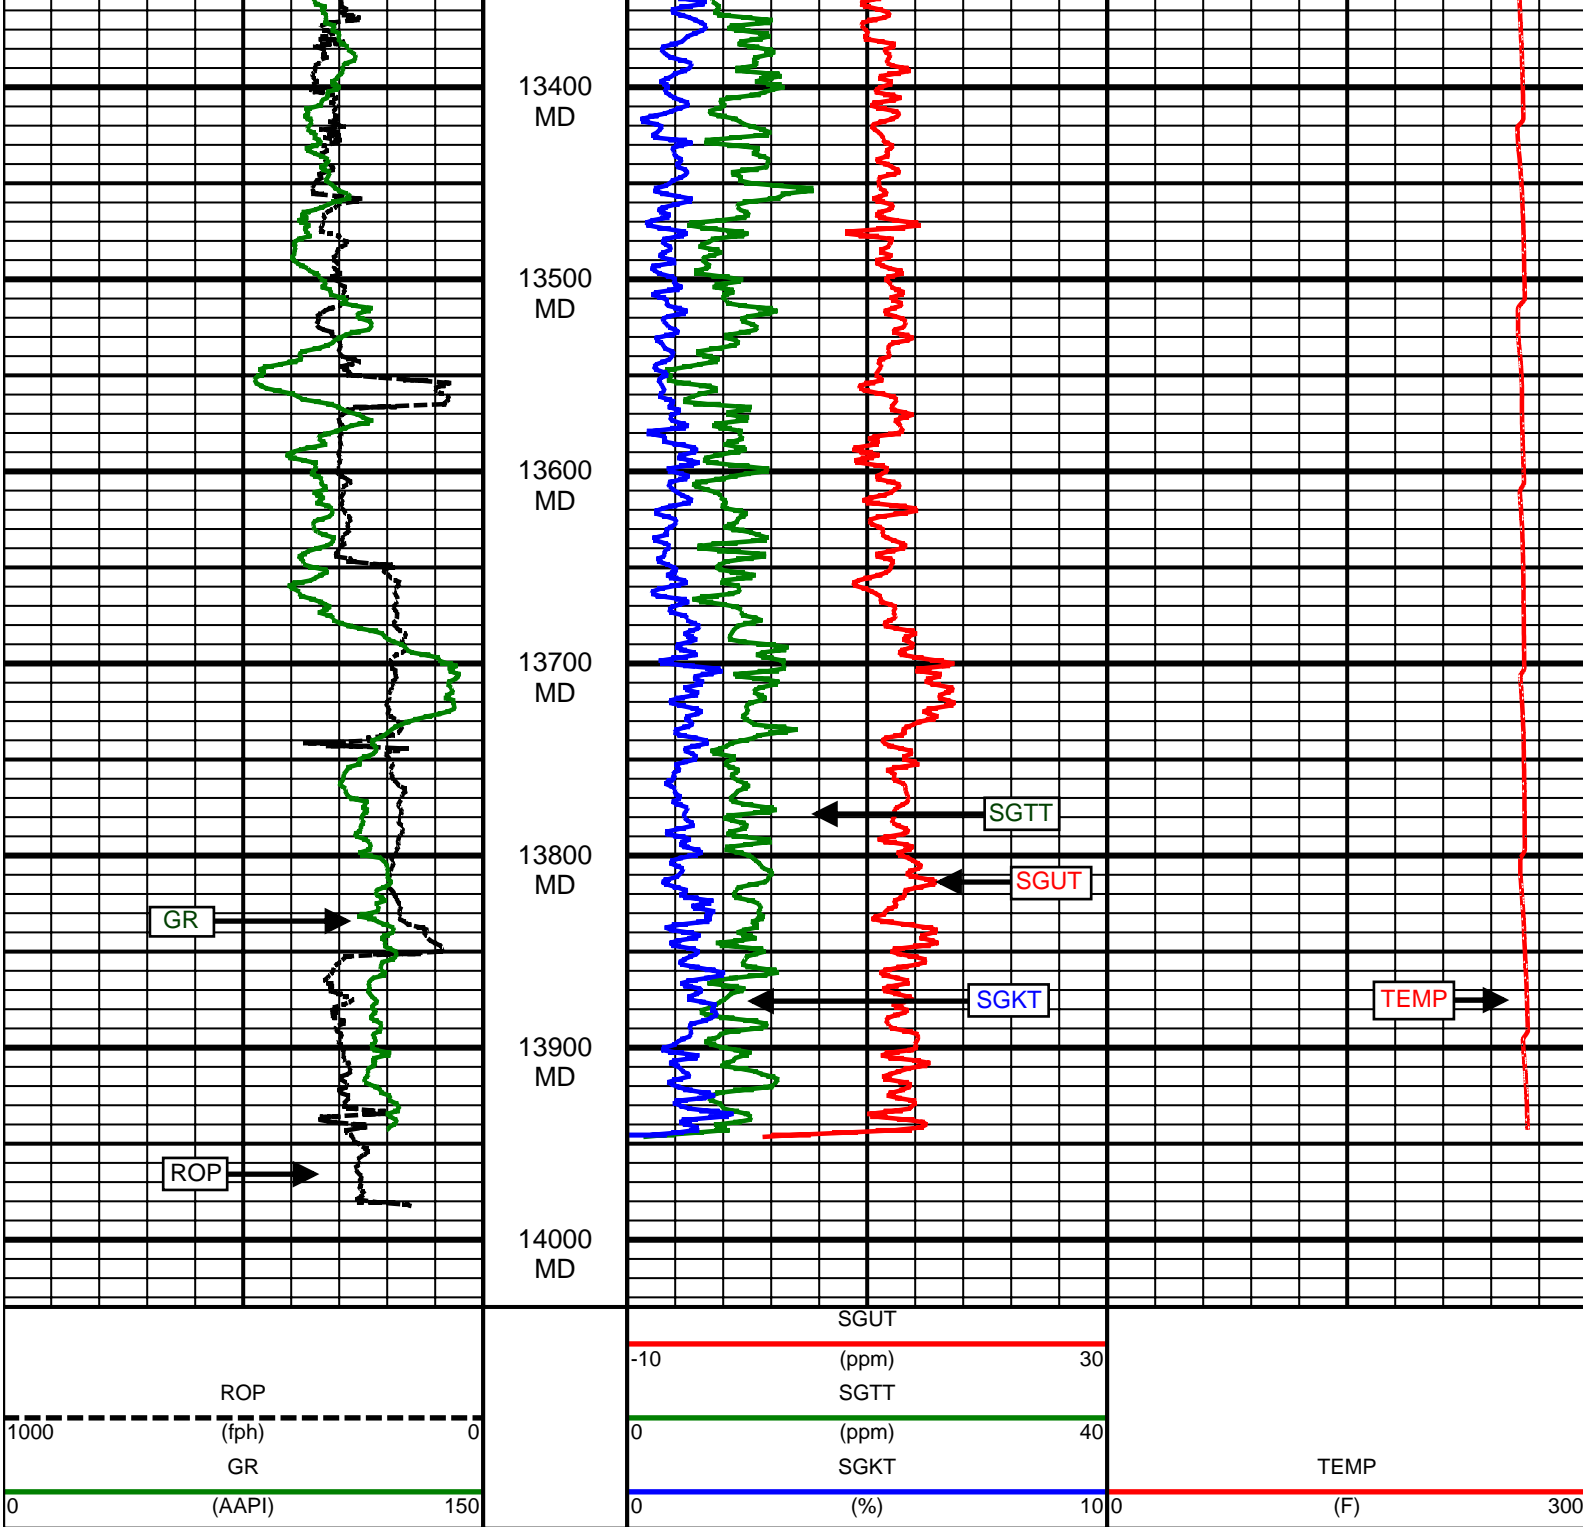 13400
MD
13500
MD
13600
MD
13700
MD
SGTT
13800
MD
SGUT
GR
SGKT
TEMP
13900
MD
ROP
14000
MD
SGUT
-10 (ppm) 30
ROP SGTT
1000 (fph) 0 0 (ppm) 40
GR SGKT TEMP
0 (AAPI) 150 0 (%) 10 0 (F) 300